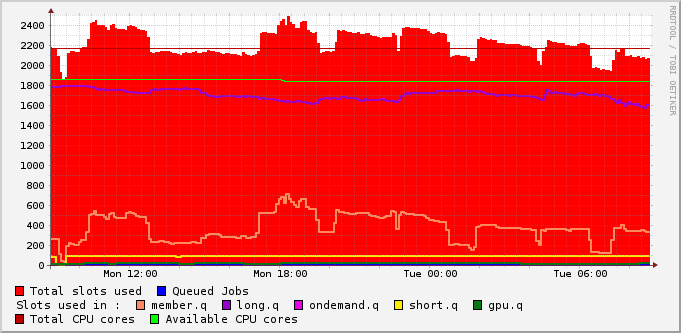 2400
2200
2000
1800
1600
1400
1200
1000
800
600
400
200
0
Mon 12:00 Mon 18:00 Tue 00:00 Tue 06:00
Total slots used Queued Jobs
Slots used in : member.q long.q ondemand.q short.q gpu.q
Total CPU cores Available CPU cores
RRDTOOL / TOBI OETIKER